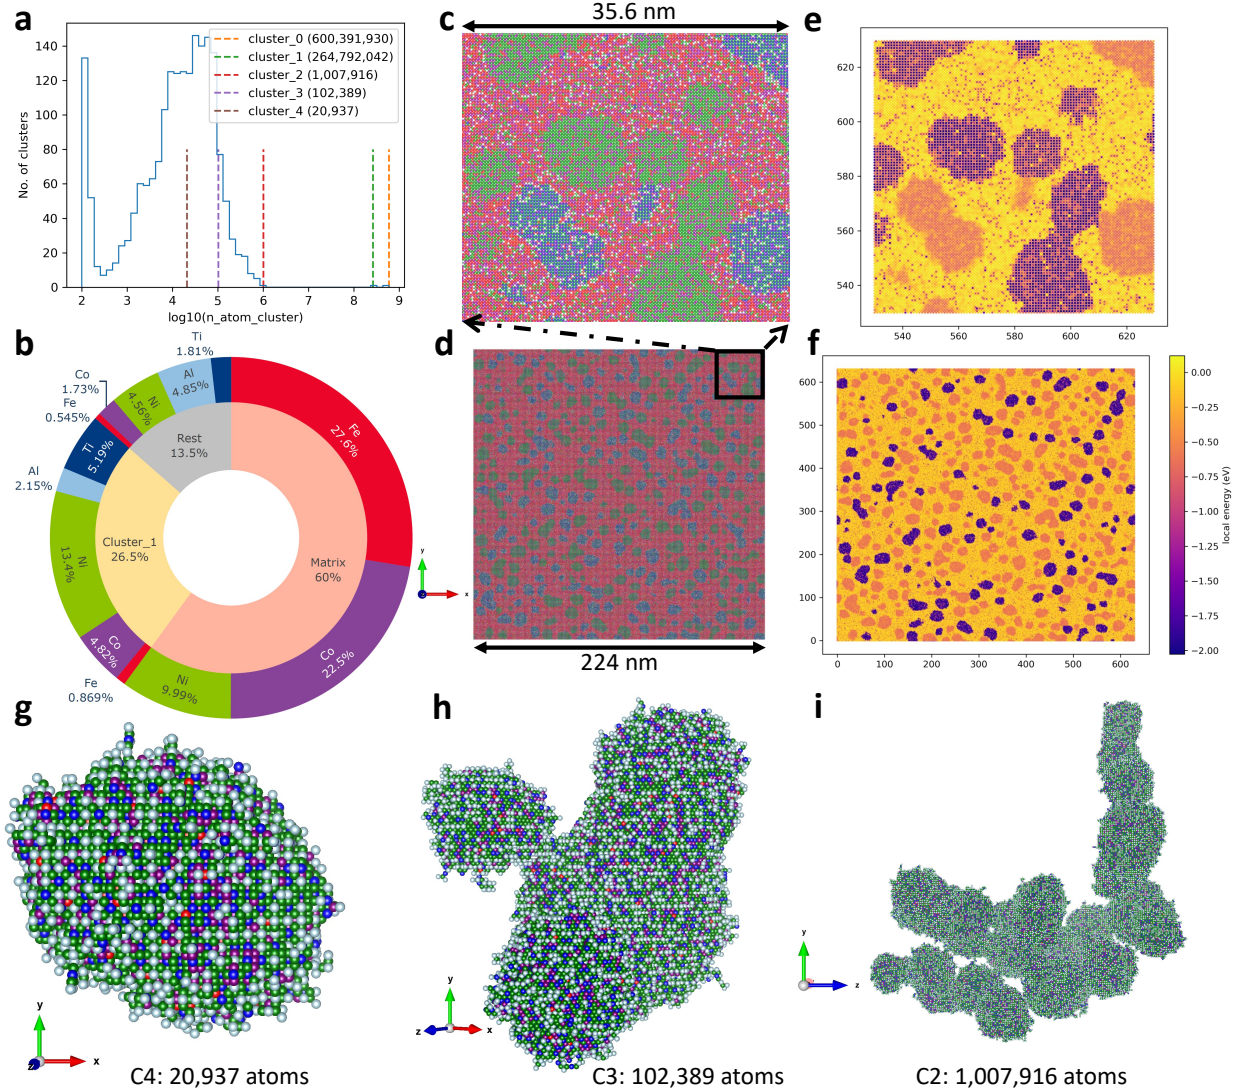 a
140
120
100
80
60
40
20
0
No. of clusters
2 3 4 5 6 7 8 9
log10(n_atom_cluster)
cluster_0 (600,391,930)
cluster_1 (264,792,042)
cluster_2 (1,007,916)
cluster_3 (102,389)
cluster_4 (20,937)
c
35.6 nm
e
620
600
580
560
540
540 560 580 600 620
b
Ti
1.81%
Al
4.85%
Ni
4.56%
Co
1.73%
Fe
0.545%
Ti
5.19%
Al
2.15%
Ni
13.4%
Co
4.82%
Fe
0.869%
Ni
9.99%
Co
22.5%
Fe
27.6%
Rest
13.5%
Cluster_1
26.5%
Matrix
60%
d
y
x
224 nm
f
600
500
400
300
200
100
0
0 100 200 300 400 500 600
0.00
−0.25
−0.50
−0.75
−1.00
−1.25
−1.50
−1.75
−2.00
local energy (eV)
g
y
z
x
C4: 20,937 atoms
h
y
z
x
C3: 102,389 atoms
i
y
z
C2: 1,007,916 atoms